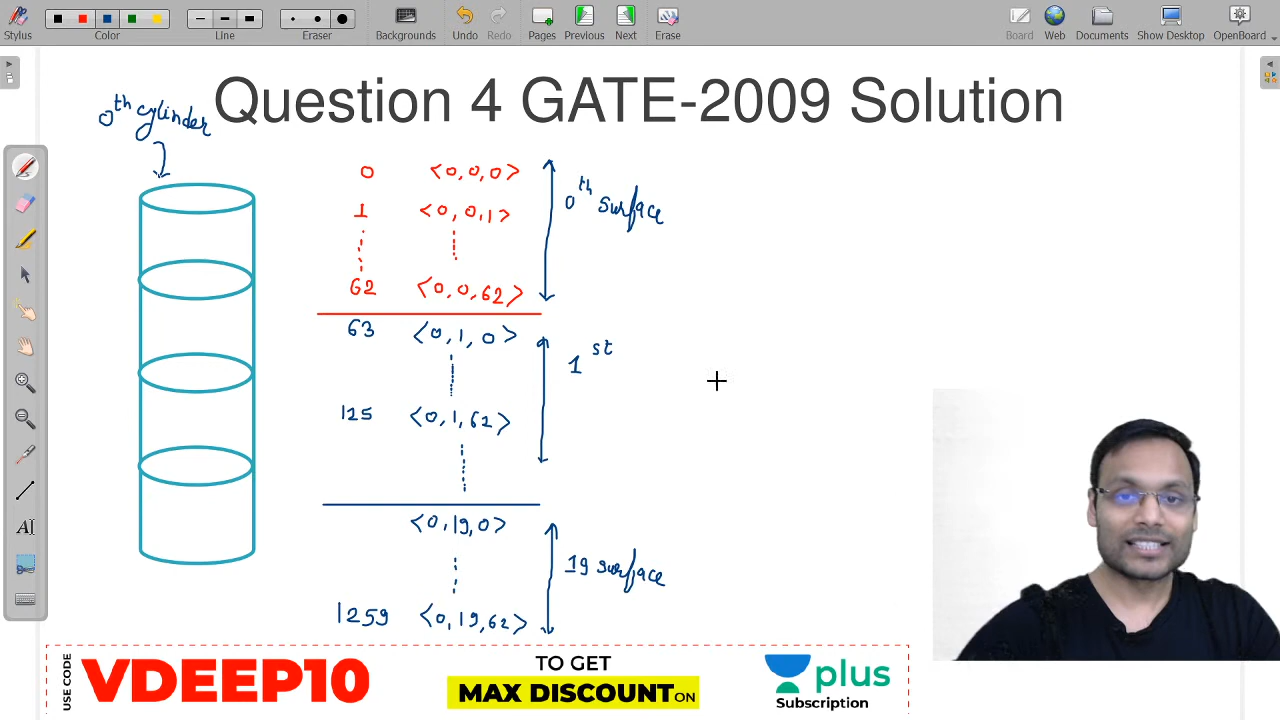 Stylus
Color
Line
Eraser
Backgrounds
Undo
Redo
Pages
Previous
Next
Erase
Board
Web
Documents
Show Desktop
OpenBoard
Question 4 GATE-2009 Solution
0th cylinder
0 <0,0,0>
1 <0,0,1>
0th surface
62 <0,0,62>
63 <0,1,0>
1st
125 <0,1,62>
<0,19,0>
19 surface
1259 <0,19,62>
USE CODE
VDEEP10
TO GET
MAX DISCOUNT ON
plus
Subscription